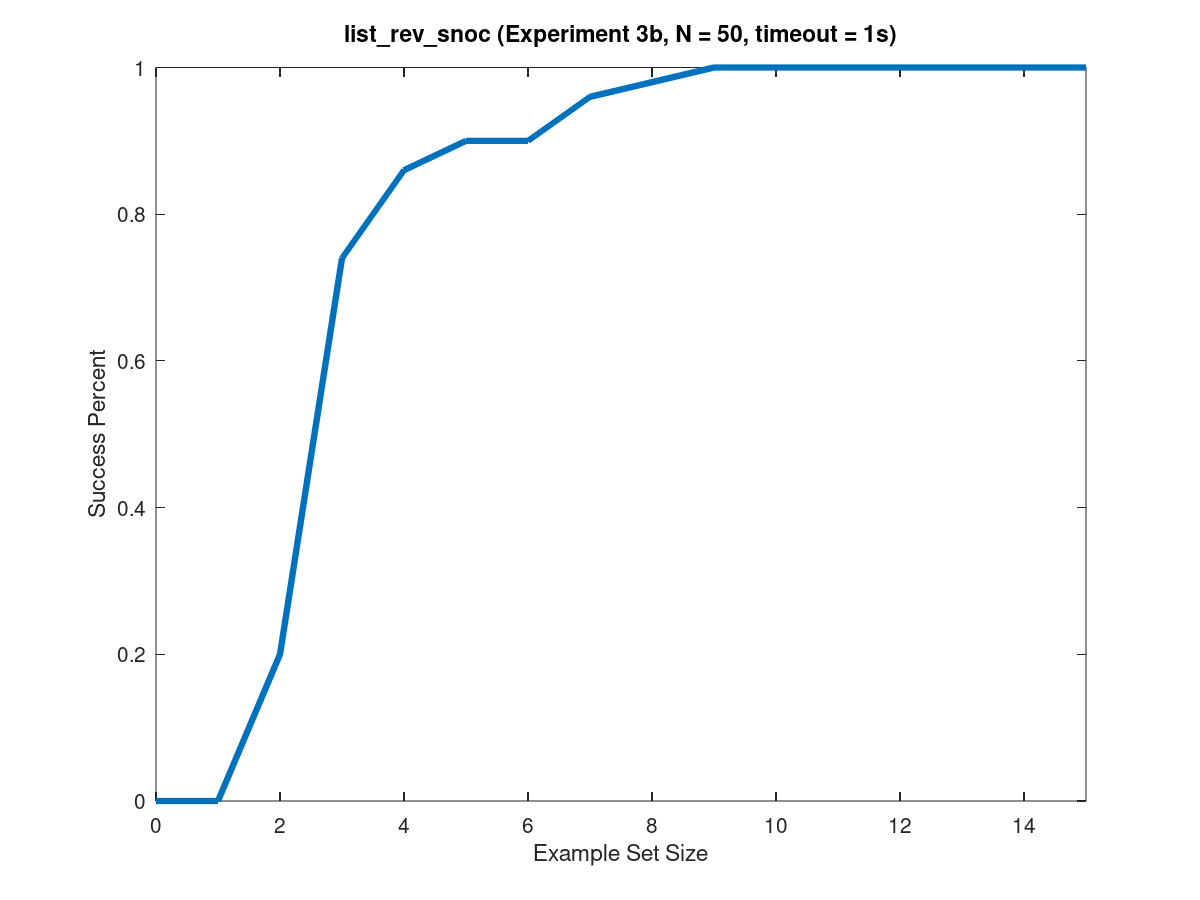 list_rev_snoc (Experiment 3b, N = 50, timeout = 1s)
1
0.8
0.6
0.4
0.2
0
Success Percent
0 2 4 6 8 10 12 14
Example Set Size